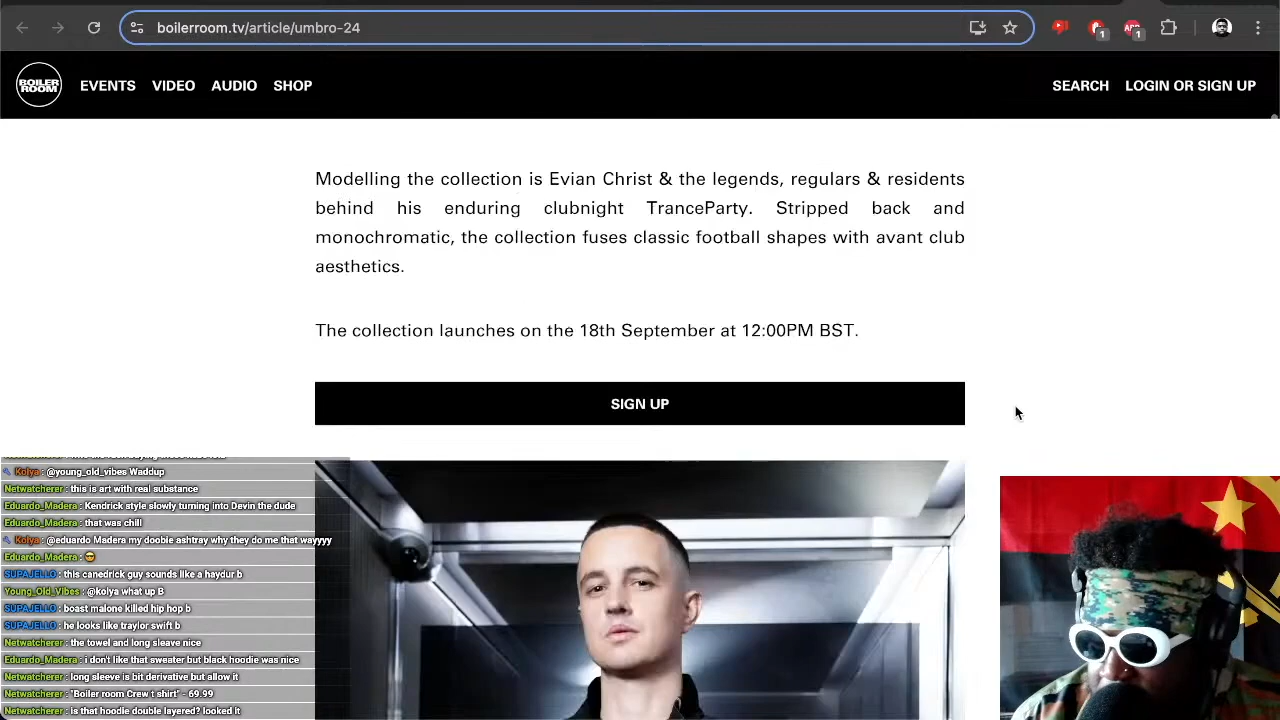 boilerroom.tv/article/umbro-24
1
1
BOILER
ROOM
EVENTS VIDEO AUDIO SHOP
SEARCH LOGIN OR SIGN UP
Modelling the collection is Evian Christ & the legends, regulars & residents
behind his enduring clubnight TranceParty. Stripped back and
monochromatic, the collection fuses classic football shapes with avant club
aesthetics.
The collection launches on the 18th September at 12:00PM BST.
SIGN UP
Kolya: @young_old_vibes Waddup
Netwatcherer: this is art with real substance
Eduardo_Madera: Kendrick style slowly turning into Devin the dude
Eduardo_Madera: that was chill
Kolya: @eduardo Madera my doobie ashtray why they do me that wayyyy
Eduardo_Madera: 😎
SUPAJELLO: this canedrick guy sounds like a haydur b
Young_Old_Vibes: @kolya what up B
SUPAJELLO: boast malone killed hip hop b
SUPAJELLO: he looks like traylor swift b
Netwatcherer: the towel and long sleave nice
Eduardo_Madera: i don't like that sweater but black hoodie was nice
Netwatcherer: long sleeve is bit derivative but allow it
Netwatcherer: "Boiler room Crew t shirt" - 69.99
Netwatcherer: Is that hoodie double layered? looked it